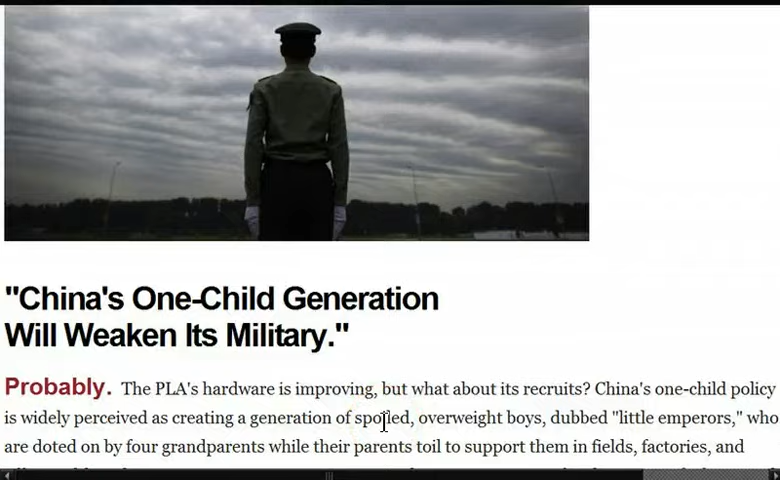 "China's One-Child Generation
Will Weaken Its Military."
Probably. The PLA's hardware is improving, but what about its recruits? China's one-child policy
is widely perceived as creating a generation of spoiled, overweight boys, dubbed "little emperors," who
are doted on by four grandparents while their parents toil to support them in fields, factories, and